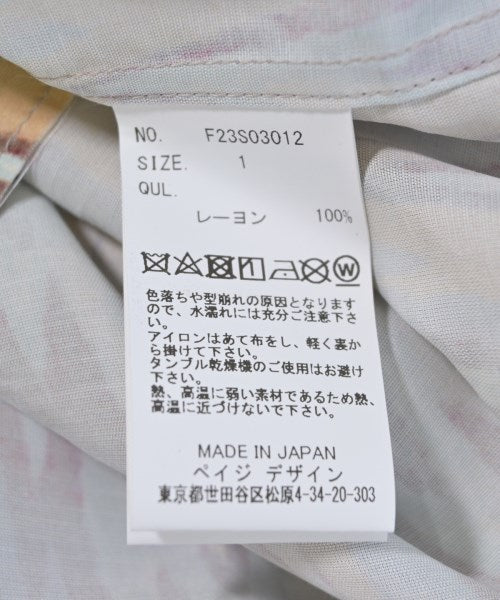 NO. F23S03012
SIZE. 1
QUL.
レーヨン 100%
W
色落ちや型崩れの原因となります
ので、水濡れには充分ご注意下さ
い。
アイロンはあて布をし、軽く裏か
ら掛けて下さい。
タンブル乾燥機のご使用はお避け
下さい。
熱、高温に弱い素材であるため熱、
高温に近づけないで下さい。
MADE IN JAPAN
ペイジ デザイン
東京都世田谷区松原4-34-20-303